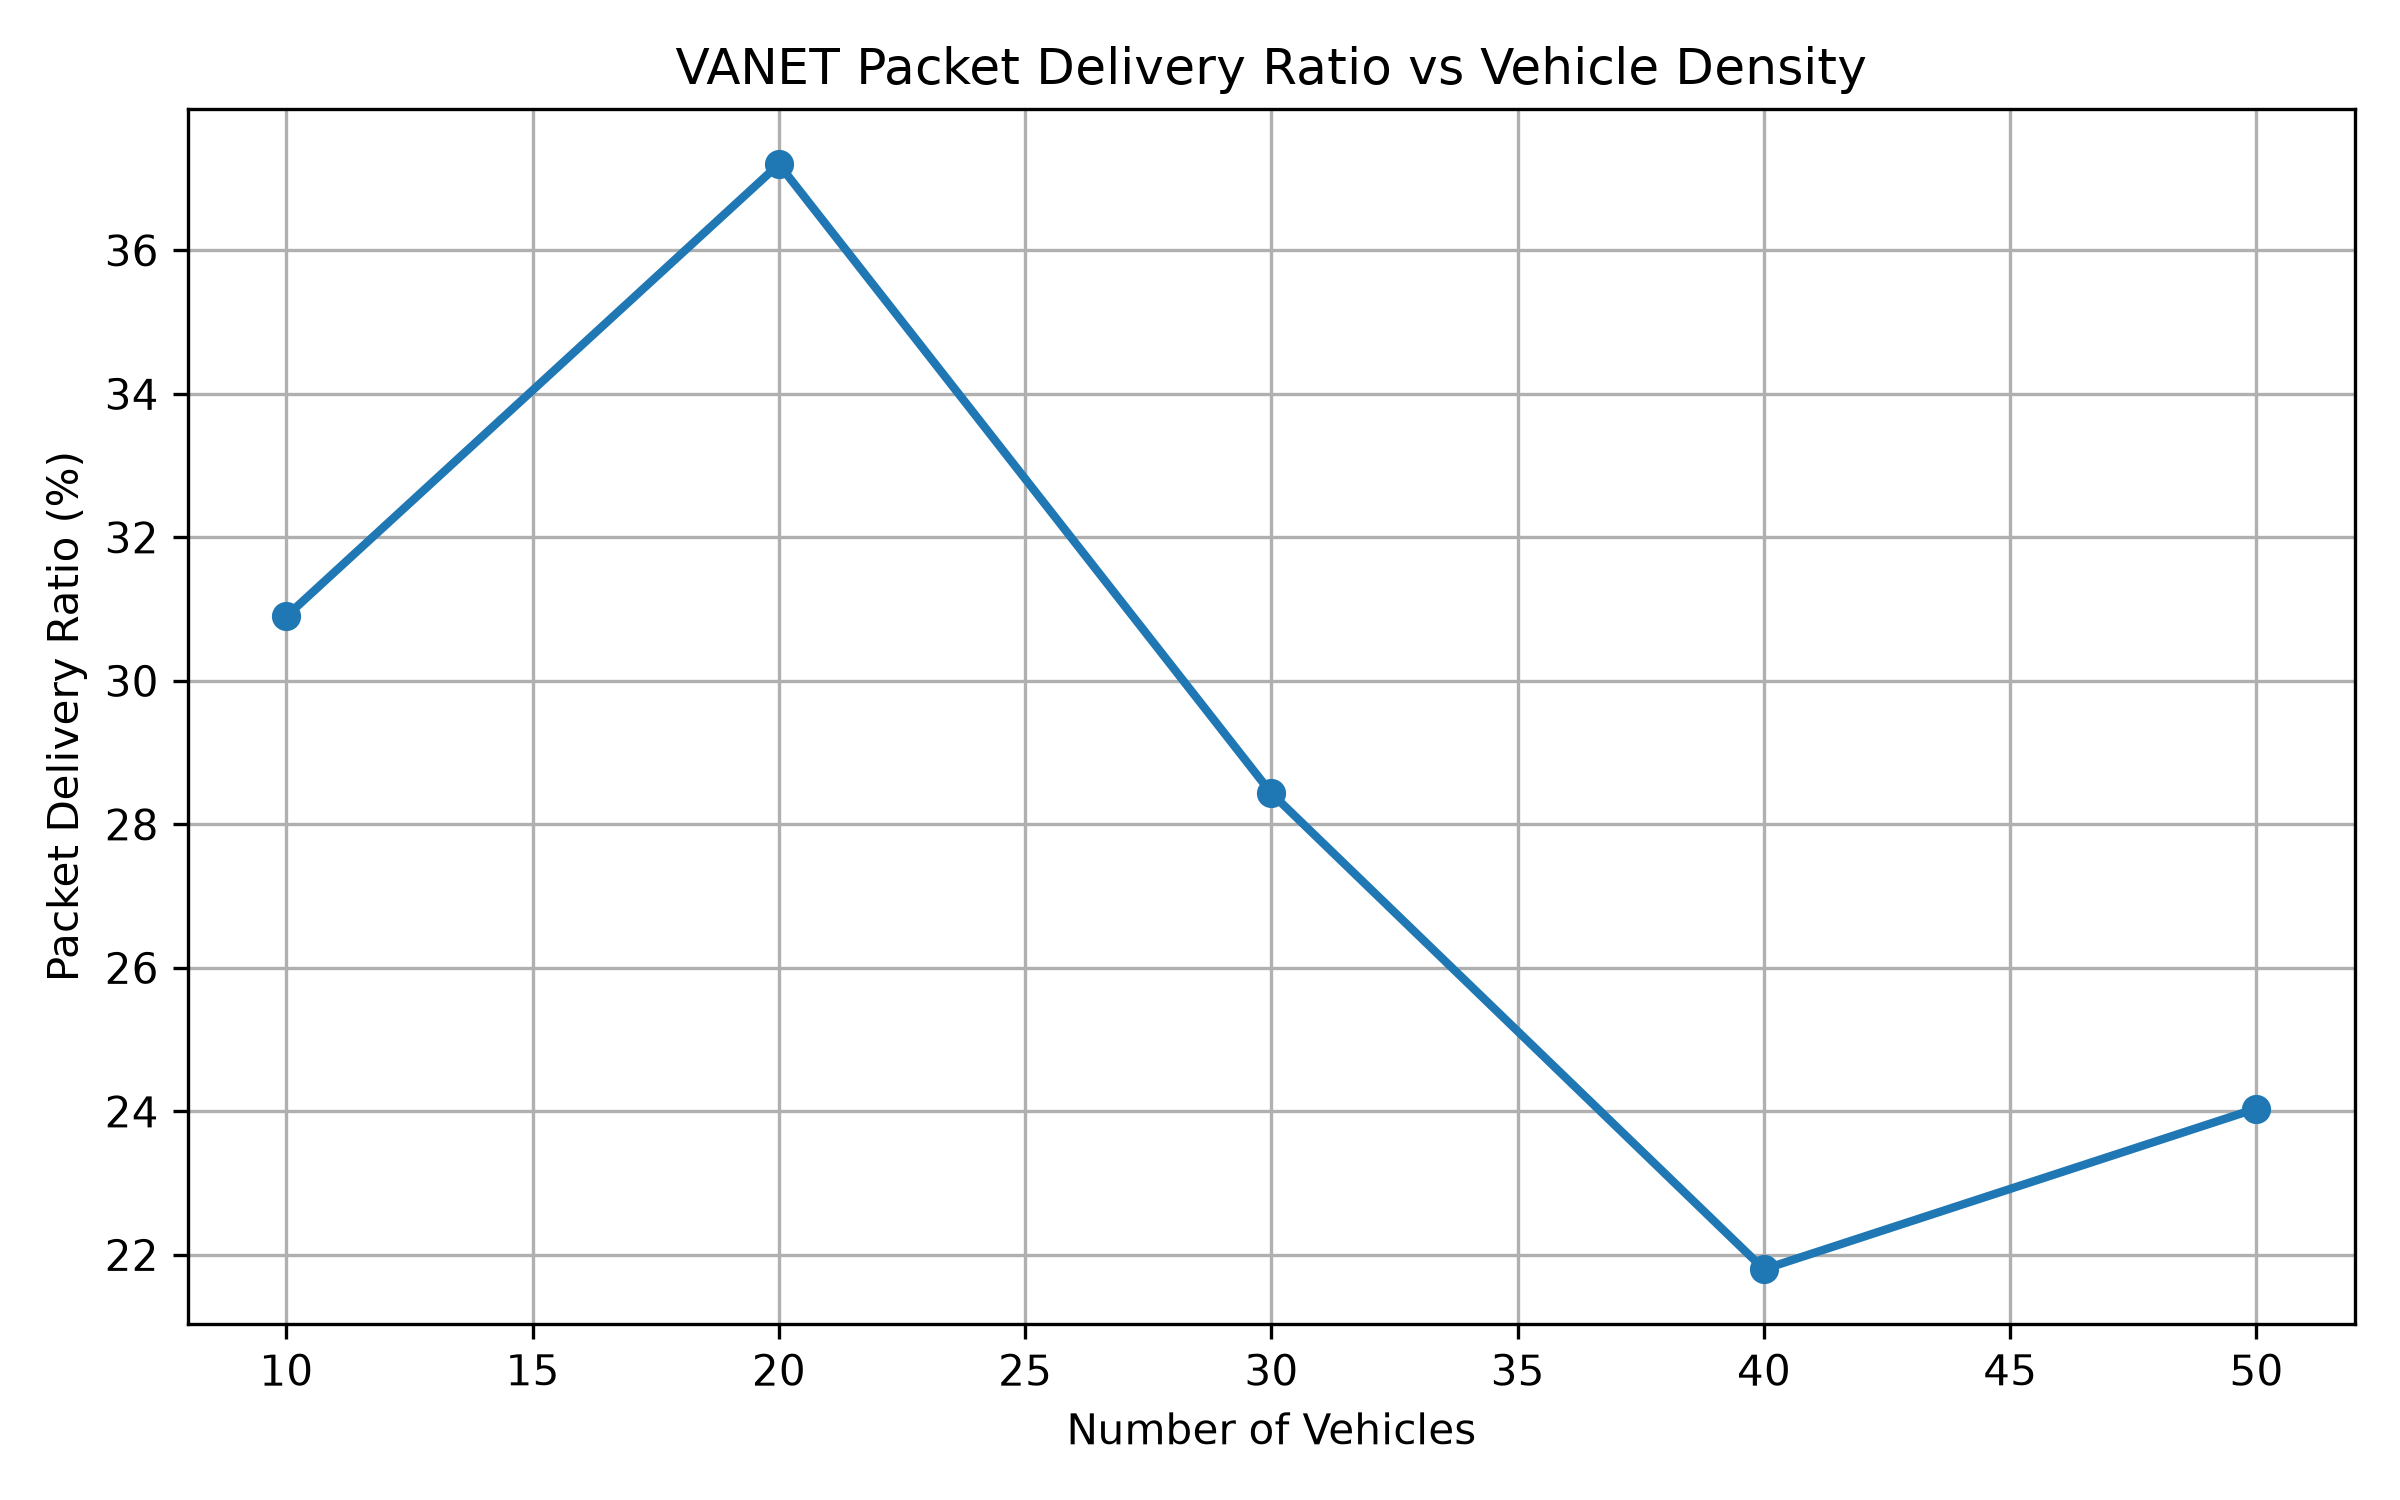 VANET Packet Delivery Ratio vs Vehicle Density
Packet Delivery Ratio (%)
36
34
32
30
28
26
24
22
10 15 20 25 30 35 40 45 50
Number of Vehicles